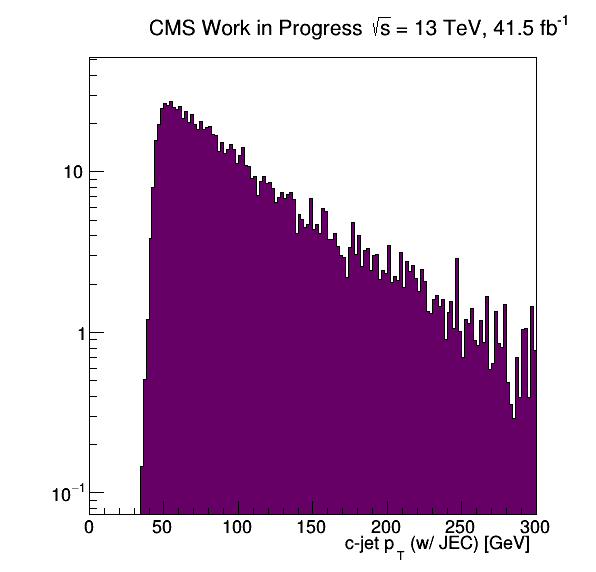 CMS Work in Progress √s = 13 TeV, 41.5 fb⁻¹
10
1
10⁻¹
0 50 100 150 200 250 300
c-jet p_T (w/ JEC) [GeV]